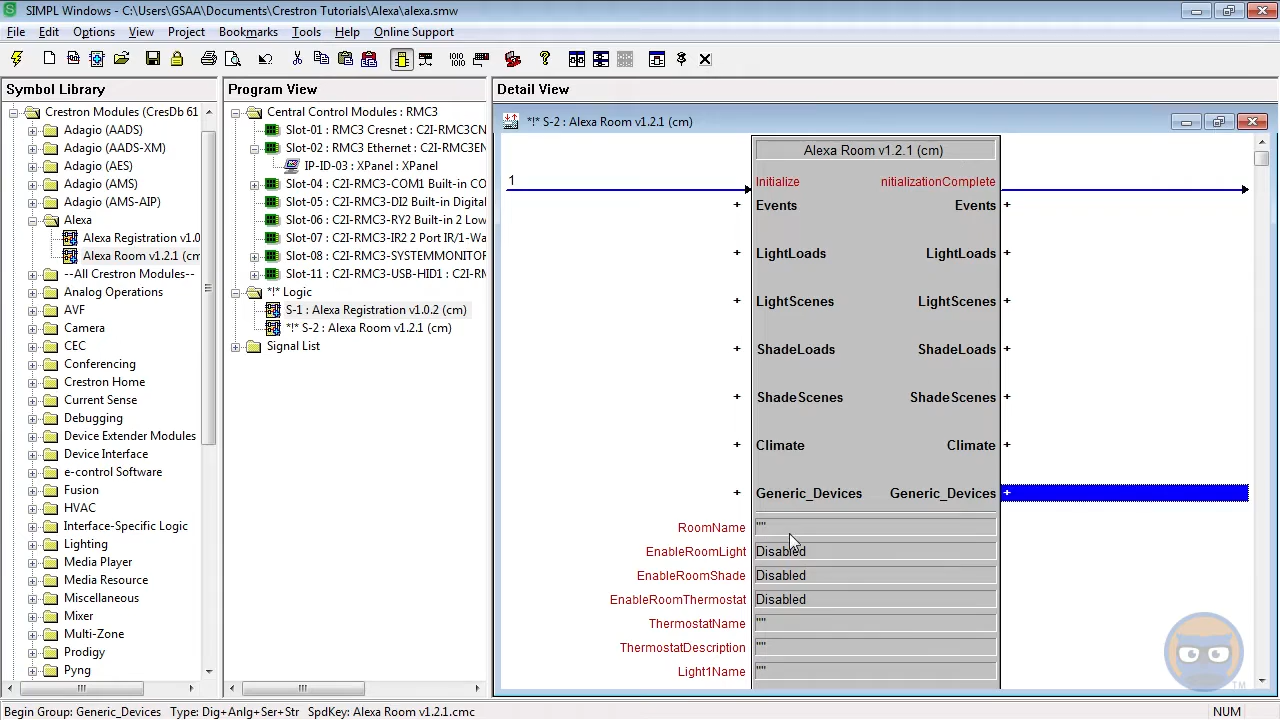 SIMPL Windows - C:\Users\GSAA\Documents\Crestron Tutorials\Alexa\alexa.smw
File Edit Options View Project Bookmarks Tools Help Online Support
Symbol Library
Crestron Modules (CresDb 61
Adagio (AADS)
Adagio (AADS-XM)
Adagio (AES)
Adagio (AMS)
Adagio (AMS-AIP)
Alexa
Alexa Registration v1.0
Alexa Room v1.2.1 (cm
--All Crestron Modules--
Analog Operations
AVF
Camera
CEC
Conferencing
Crestron Home
Current Sense
Debugging
Device Extender Modules
Device Interface
e-control Software
Fusion
HVAC
Interface-Specific Logic
Lighting
Media Player
Media Resource
Miscellaneous
Mixer
Multi-Zone
Prodigy
Pyng
Program View
Central Control Modules : RMC3
Slot-01 : RMC3 Cresnet : C2I-RMC3CN
Slot-02 : RMC3 Ethernet : C2I-RMC3EN
IP-ID-03 : XPanel : XPanel
Slot-04 : C2I-RMC3-COM1 Built-in CO
Slot-05 : C2I-RMC3-DI2 Built-in Digital
Slot-06 : C2I-RMC3-RY2 Built-in 2 Low
Slot-07 : C2I-RMC3-IR2 2 Port IR/1-Wa
Slot-08 : C2I-RMC3-SYSTEMMONITOR
Slot-11 : C2I-RMC3-USB-HID1 : C2I-RM
*!* Logic
S-1 : Alexa Registration v1.0.2 (cm)
*!* S-2 : Alexa Room v1.2.1 (cm)
Signal List
Detail View
*!* S-2 : Alexa Room v1.2.1 (cm)
Alexa Room v1.2.1 (cm)
1 Initialize nitializationComplete
+ Events Events +
+ LightLoads LightLoads +
+ LightScenes LightScenes +
+ ShadeLoads ShadeLoads +
+ ShadeScenes ShadeScenes +
+ Climate Climate +
+ Generic_Devices Generic_Devices +
RoomName ""
EnableRoomLight Disabled
EnableRoomShade Disabled
EnableRoomThermostat Disabled
ThermostatName ""
ThermostatDescription ""
Light1Name ""
TM
Begin Group: Generic_Devices Type: Dig+Anlg+Ser+Str SpdKey: Alexa Room v1.2.1.cmc NUM